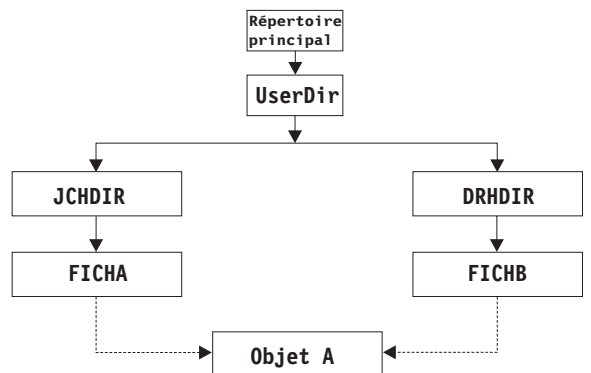 Répertoire
principal
UserDir
JCHDIR
DRHDIR
FICHA
FICHB
Objet A